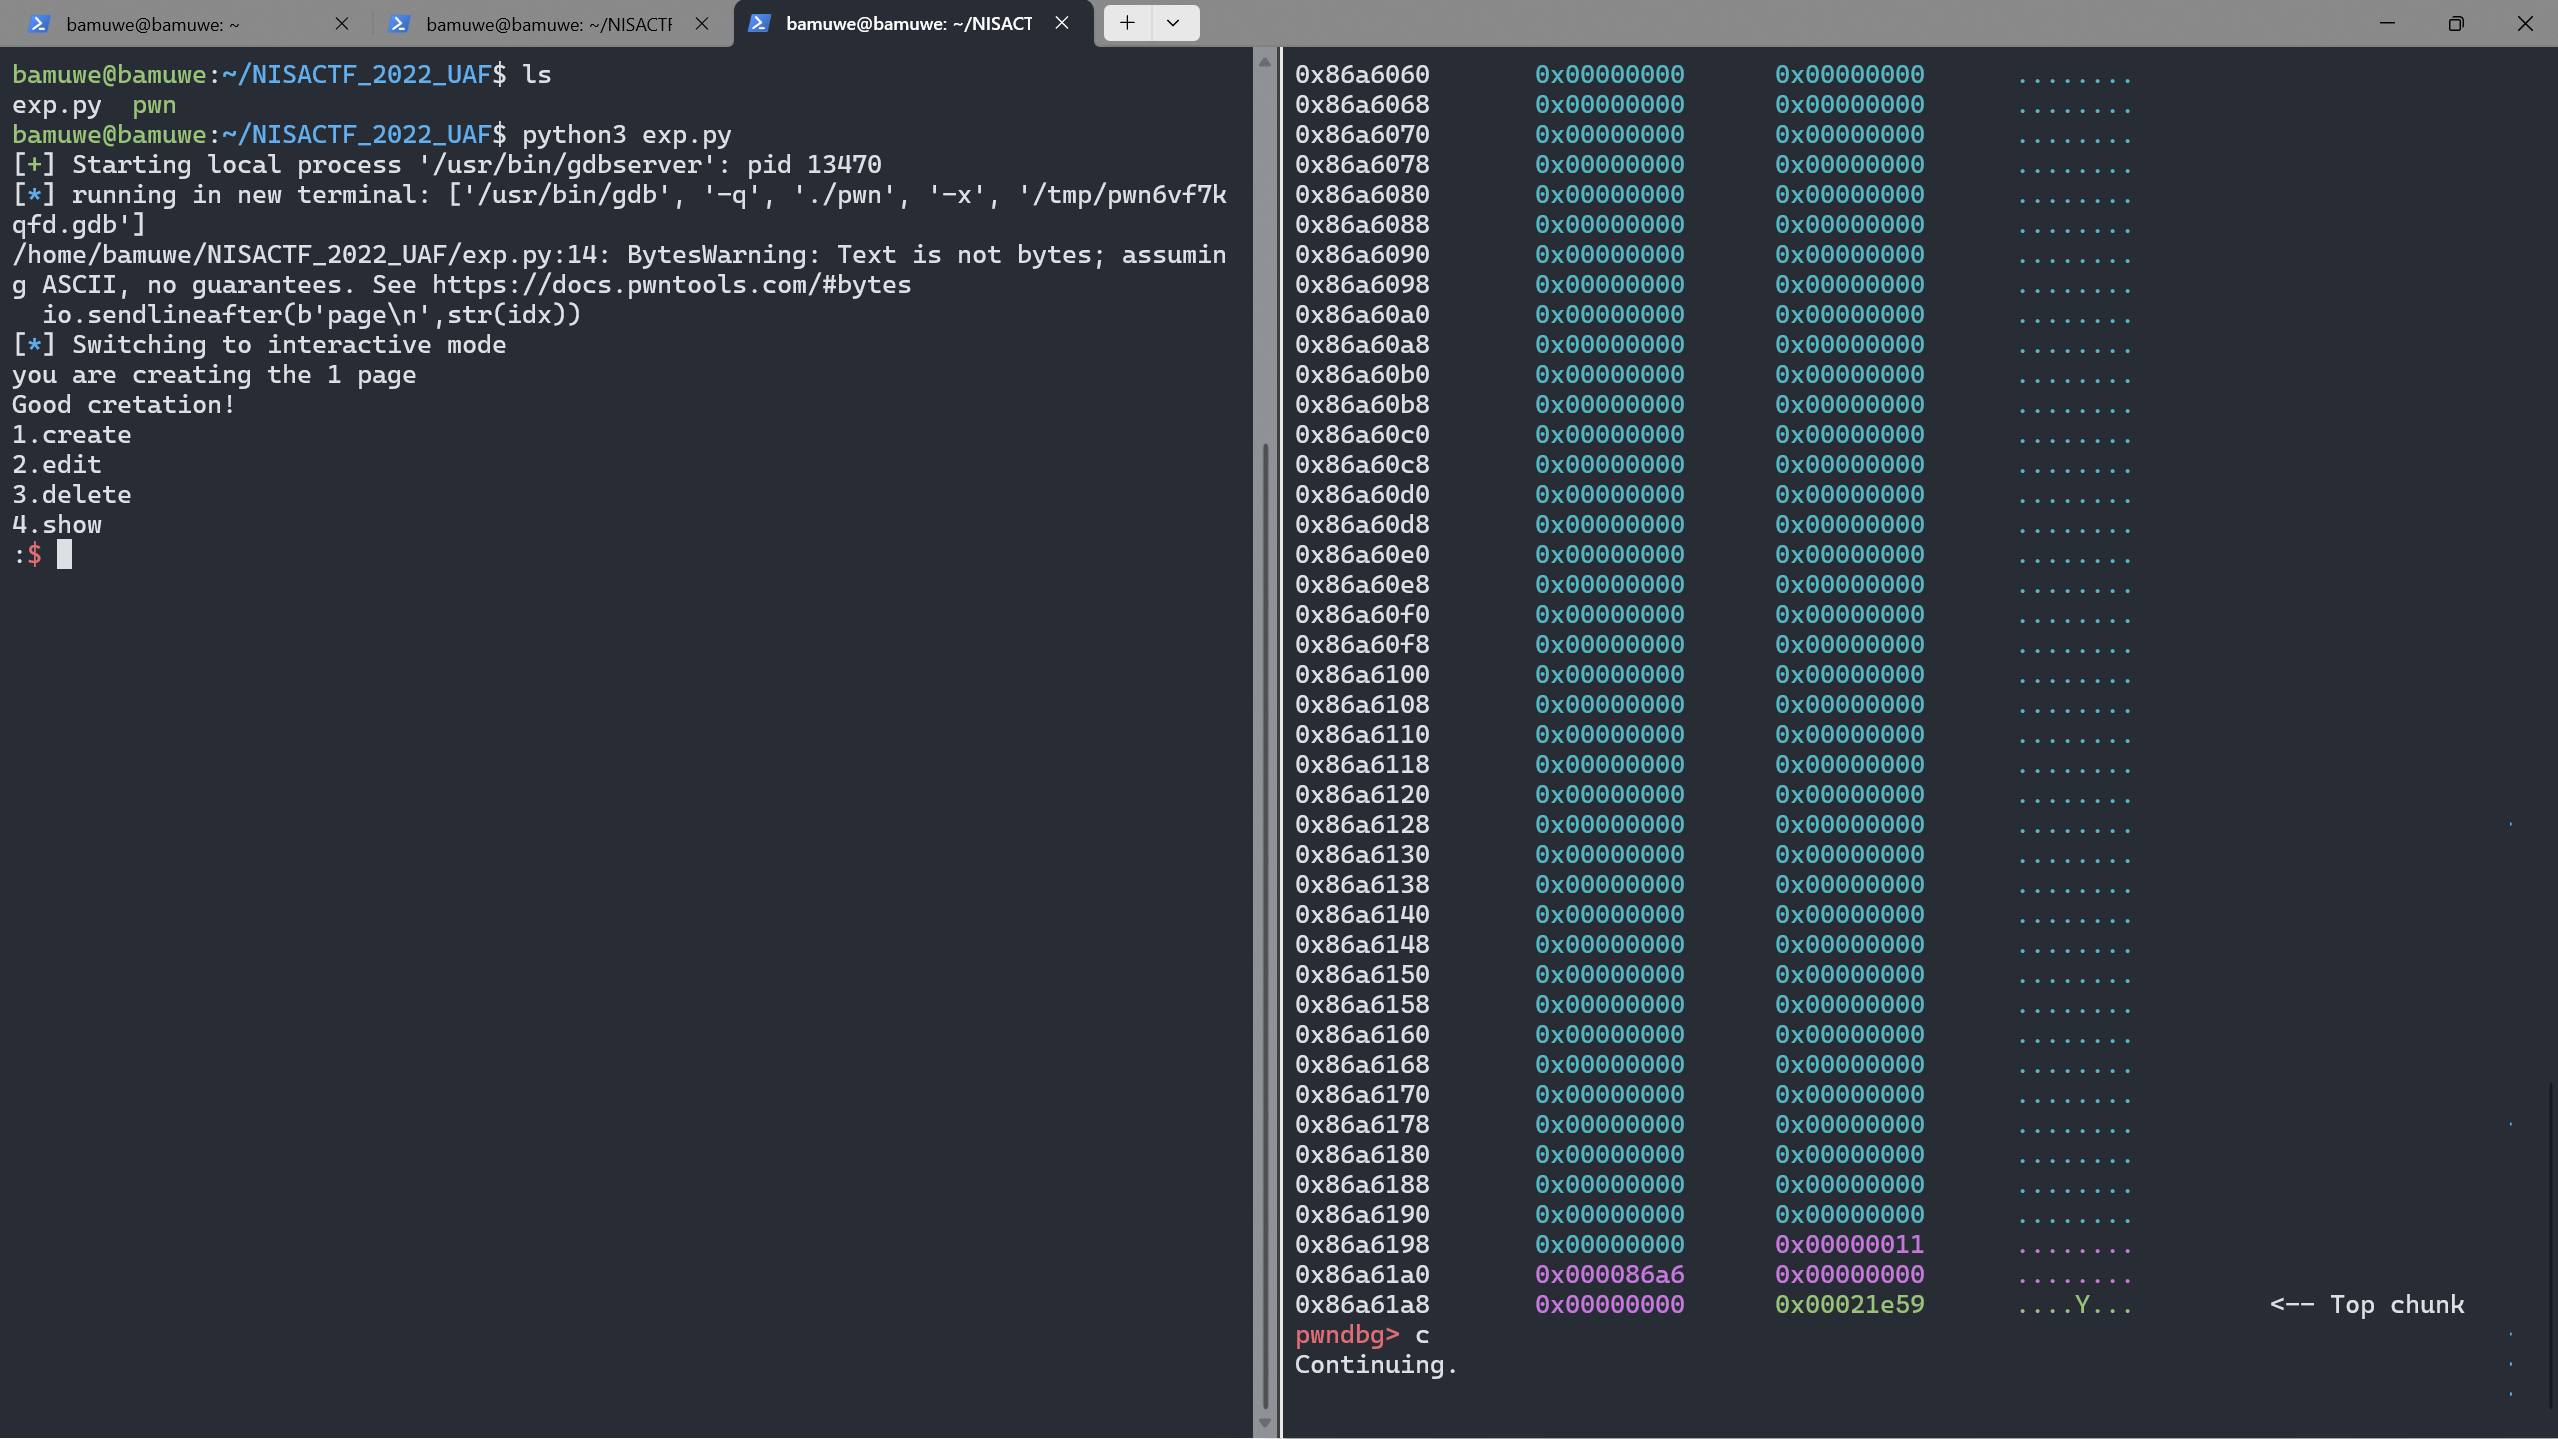 bamuwe@bamuwe: ~
bamuwe@bamuwe: ~/NISACTF
bamuwe@bamuwe: ~/NISACT
bamuwe@bamuwe:~/NISACTF_2022_UAF$ ls
exp.py  pwn
bamuwe@bamuwe:~/NISACTF_2022_UAF$ python3 exp.py
[+] Starting local process '/usr/bin/gdbserver': pid 13470
[*] running in new terminal: ['/usr/bin/gdb', '-q', './pwn', '-x', '/tmp/pwn6vf7k
qfd.gdb']
/home/bamuwe/NISACTF_2022_UAF/exp.py:14: BytesWarning: Text is not bytes; assumin
g ASCII, no guarantees. See https://docs.pwntools.com/#bytes
  io.sendlineafter(b'page\n',str(idx))
[*] Switching to interactive mode
you are creating the 1 page
Good cretation!
1.create
2.edit
3.delete
4.show
:$
0x86a6060 0x00000000 0x00000000 ........
0x86a6068 0x00000000 0x00000000 ........
0x86a6070 0x00000000 0x00000000 ........
0x86a6078 0x00000000 0x00000000 ........
0x86a6080 0x00000000 0x00000000 ........
0x86a6088 0x00000000 0x00000000 ........
0x86a6090 0x00000000 0x00000000 ........
0x86a6098 0x00000000 0x00000000 ........
0x86a60a0 0x00000000 0x00000000 ........
0x86a60a8 0x00000000 0x00000000 ........
0x86a60b0 0x00000000 0x00000000 ........
0x86a60b8 0x00000000 0x00000000 ........
0x86a60c0 0x00000000 0x00000000 ........
0x86a60c8 0x00000000 0x00000000 ........
0x86a60d0 0x00000000 0x00000000 ........
0x86a60d8 0x00000000 0x00000000 ........
0x86a60e0 0x00000000 0x00000000 ........
0x86a60e8 0x00000000 0x00000000 ........
0x86a60f0 0x00000000 0x00000000 ........
0x86a60f8 0x00000000 0x00000000 ........
0x86a6100 0x00000000 0x00000000 ........
0x86a6108 0x00000000 0x00000000 ........
0x86a6110 0x00000000 0x00000000 ........
0x86a6118 0x00000000 0x00000000 ........
0x86a6120 0x00000000 0x00000000 ........
0x86a6128 0x00000000 0x00000000 ........
0x86a6130 0x00000000 0x00000000 ........
0x86a6138 0x00000000 0x00000000 ........
0x86a6140 0x00000000 0x00000000 ........
0x86a6148 0x00000000 0x00000000 ........
0x86a6150 0x00000000 0x00000000 ........
0x86a6158 0x00000000 0x00000000 ........
0x86a6160 0x00000000 0x00000000 ........
0x86a6168 0x00000000 0x00000000 ........
0x86a6170 0x00000000 0x00000000 ........
0x86a6178 0x00000000 0x00000000 ........
0x86a6180 0x00000000 0x00000000 ........
0x86a6188 0x00000000 0x00000000 ........
0x86a6190 0x00000000 0x00000000 ........
0x86a6198 0x00000000 0x00000011 ........
0x86a61a0 0x000086a6 0x00000000 ........
0x86a61a8 0x00000000 0x00021e59 ....Y... <-- Top chunk
pwndbg> c
Continuing.